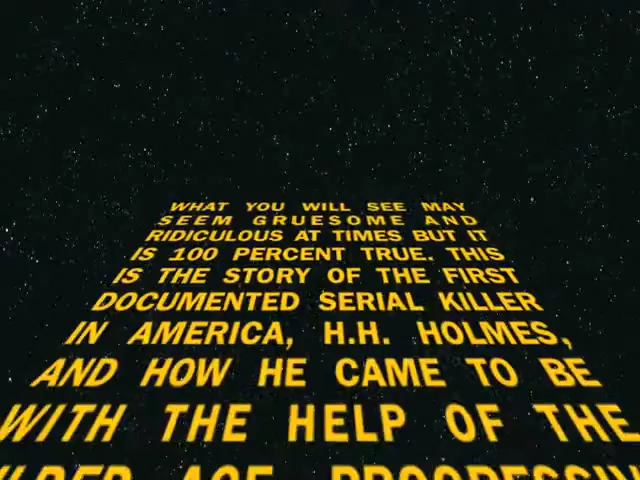 WHAT YOU WILL SEE MAY
SEEM GRUESOME AND
RIDICULOUS AT TIMES BUT IT
IS 100 PERCENT TRUE. THIS
IS THE STORY OF THE FIRST
DOCUMENTED SERIAL KILLER
IN AMERICA, H.H. HOLMES,
AND HOW HE CAME TO BE
WITH THE HELP OF THE
AGE